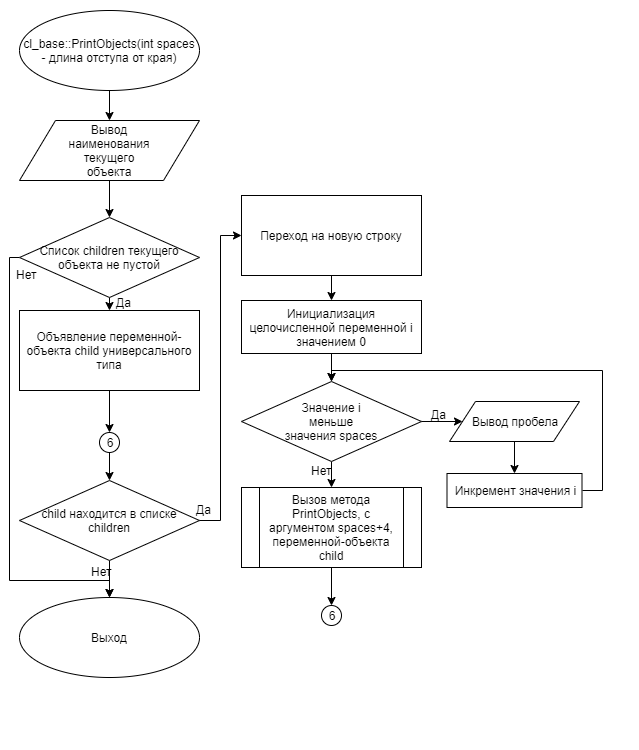 cl_base::PrintObjects(int spaces
- длина отступа от края)
Вывод
наименования
текущего
объекта
Список children текущего
объекта не пустой
Нет
Да
Объявление переменной-
объекта child универсального
типа
6
child находится в списке
children
Да
Нет
Выход
Переход на новую строку
Инициализация
целочисленной переменной i
значением 0
Значение i
меньше
значения spaces
Да
Вывод пробела
Инкремент значения i
Нет
Вызов метода
PrintObjects, с
аргументом spaces+4,
переменной-объекта
child
6